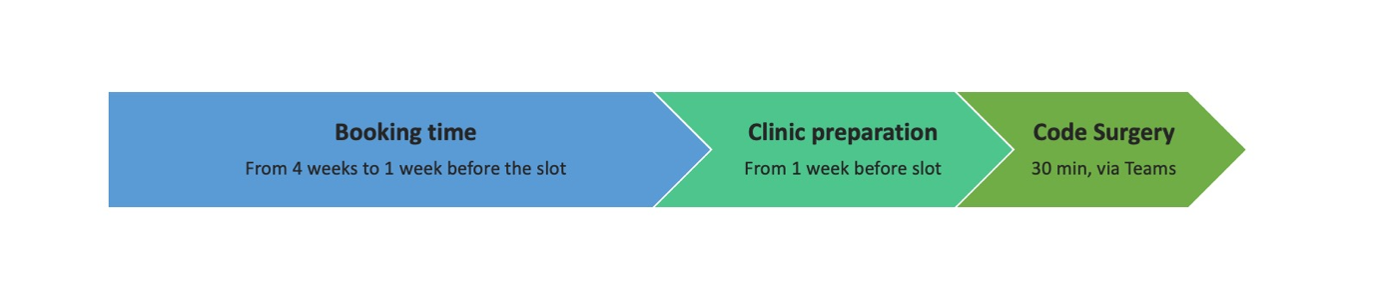 Booking time
From 4 weeks to 1 week before the slot
Clinic preparation
From 1 week before slot
Code Surgery
30 min, via Teams